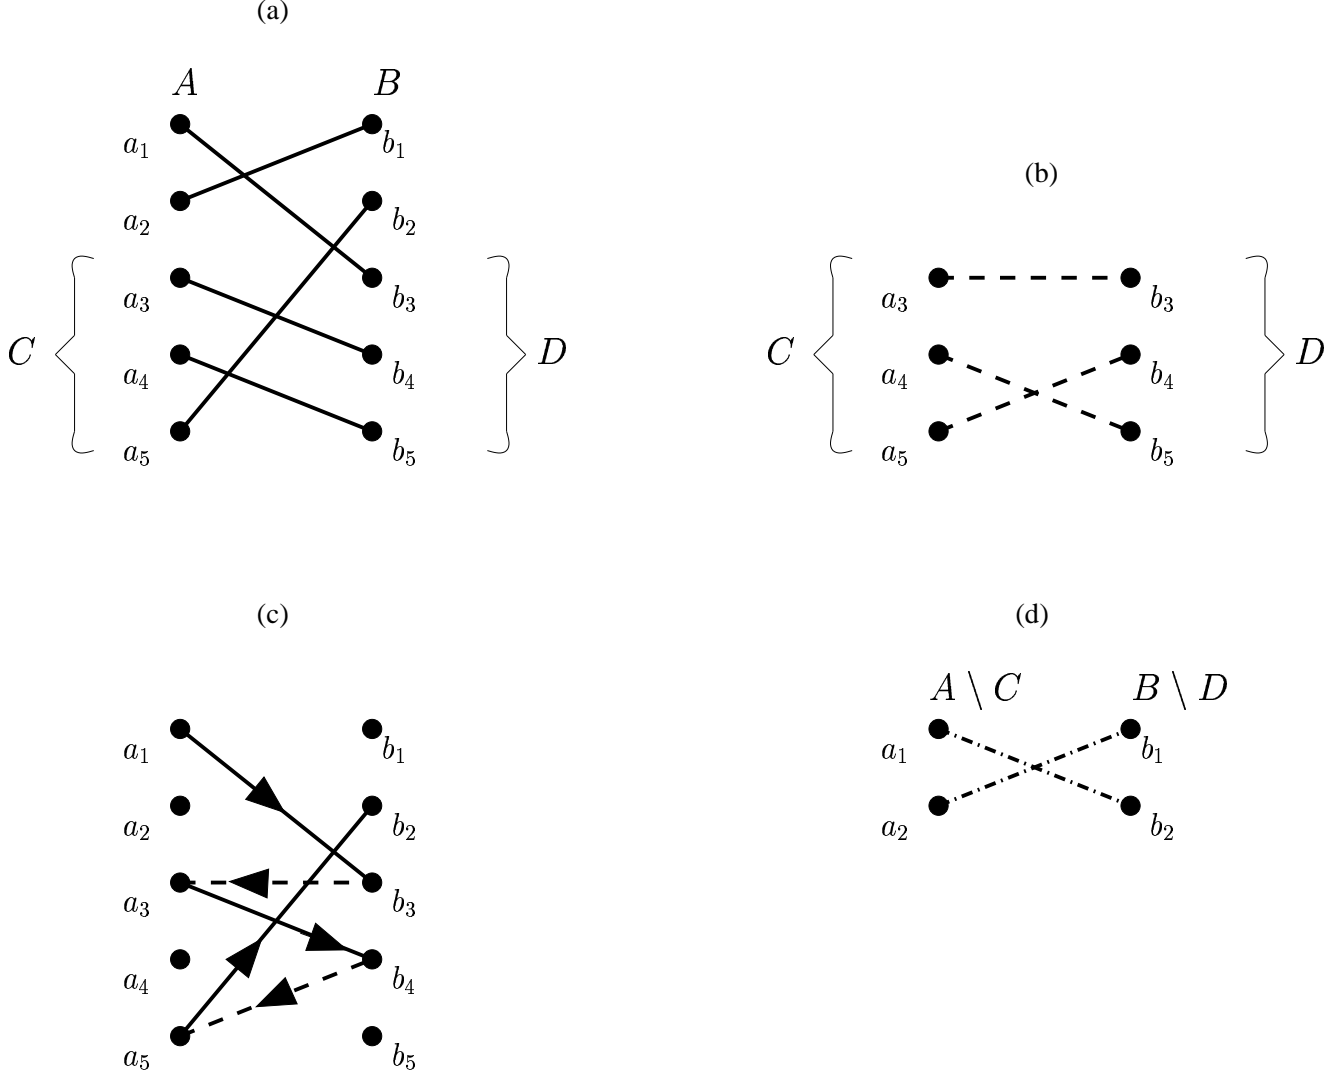 (a)
A B
a₁ b₁
a₂ b₂
a₃ b₃
C D
a₄ b₄
a₅ b₅
(b)
a₃ b₃
C D
a₄ b₄
a₅ b₅
(c)
a₁ b₁
a₂ b₂
a₃ b₃
a₄ b₄
a₅ b₅
(d)
A \ C B \ D
a₁ b₁
a₂ b₂